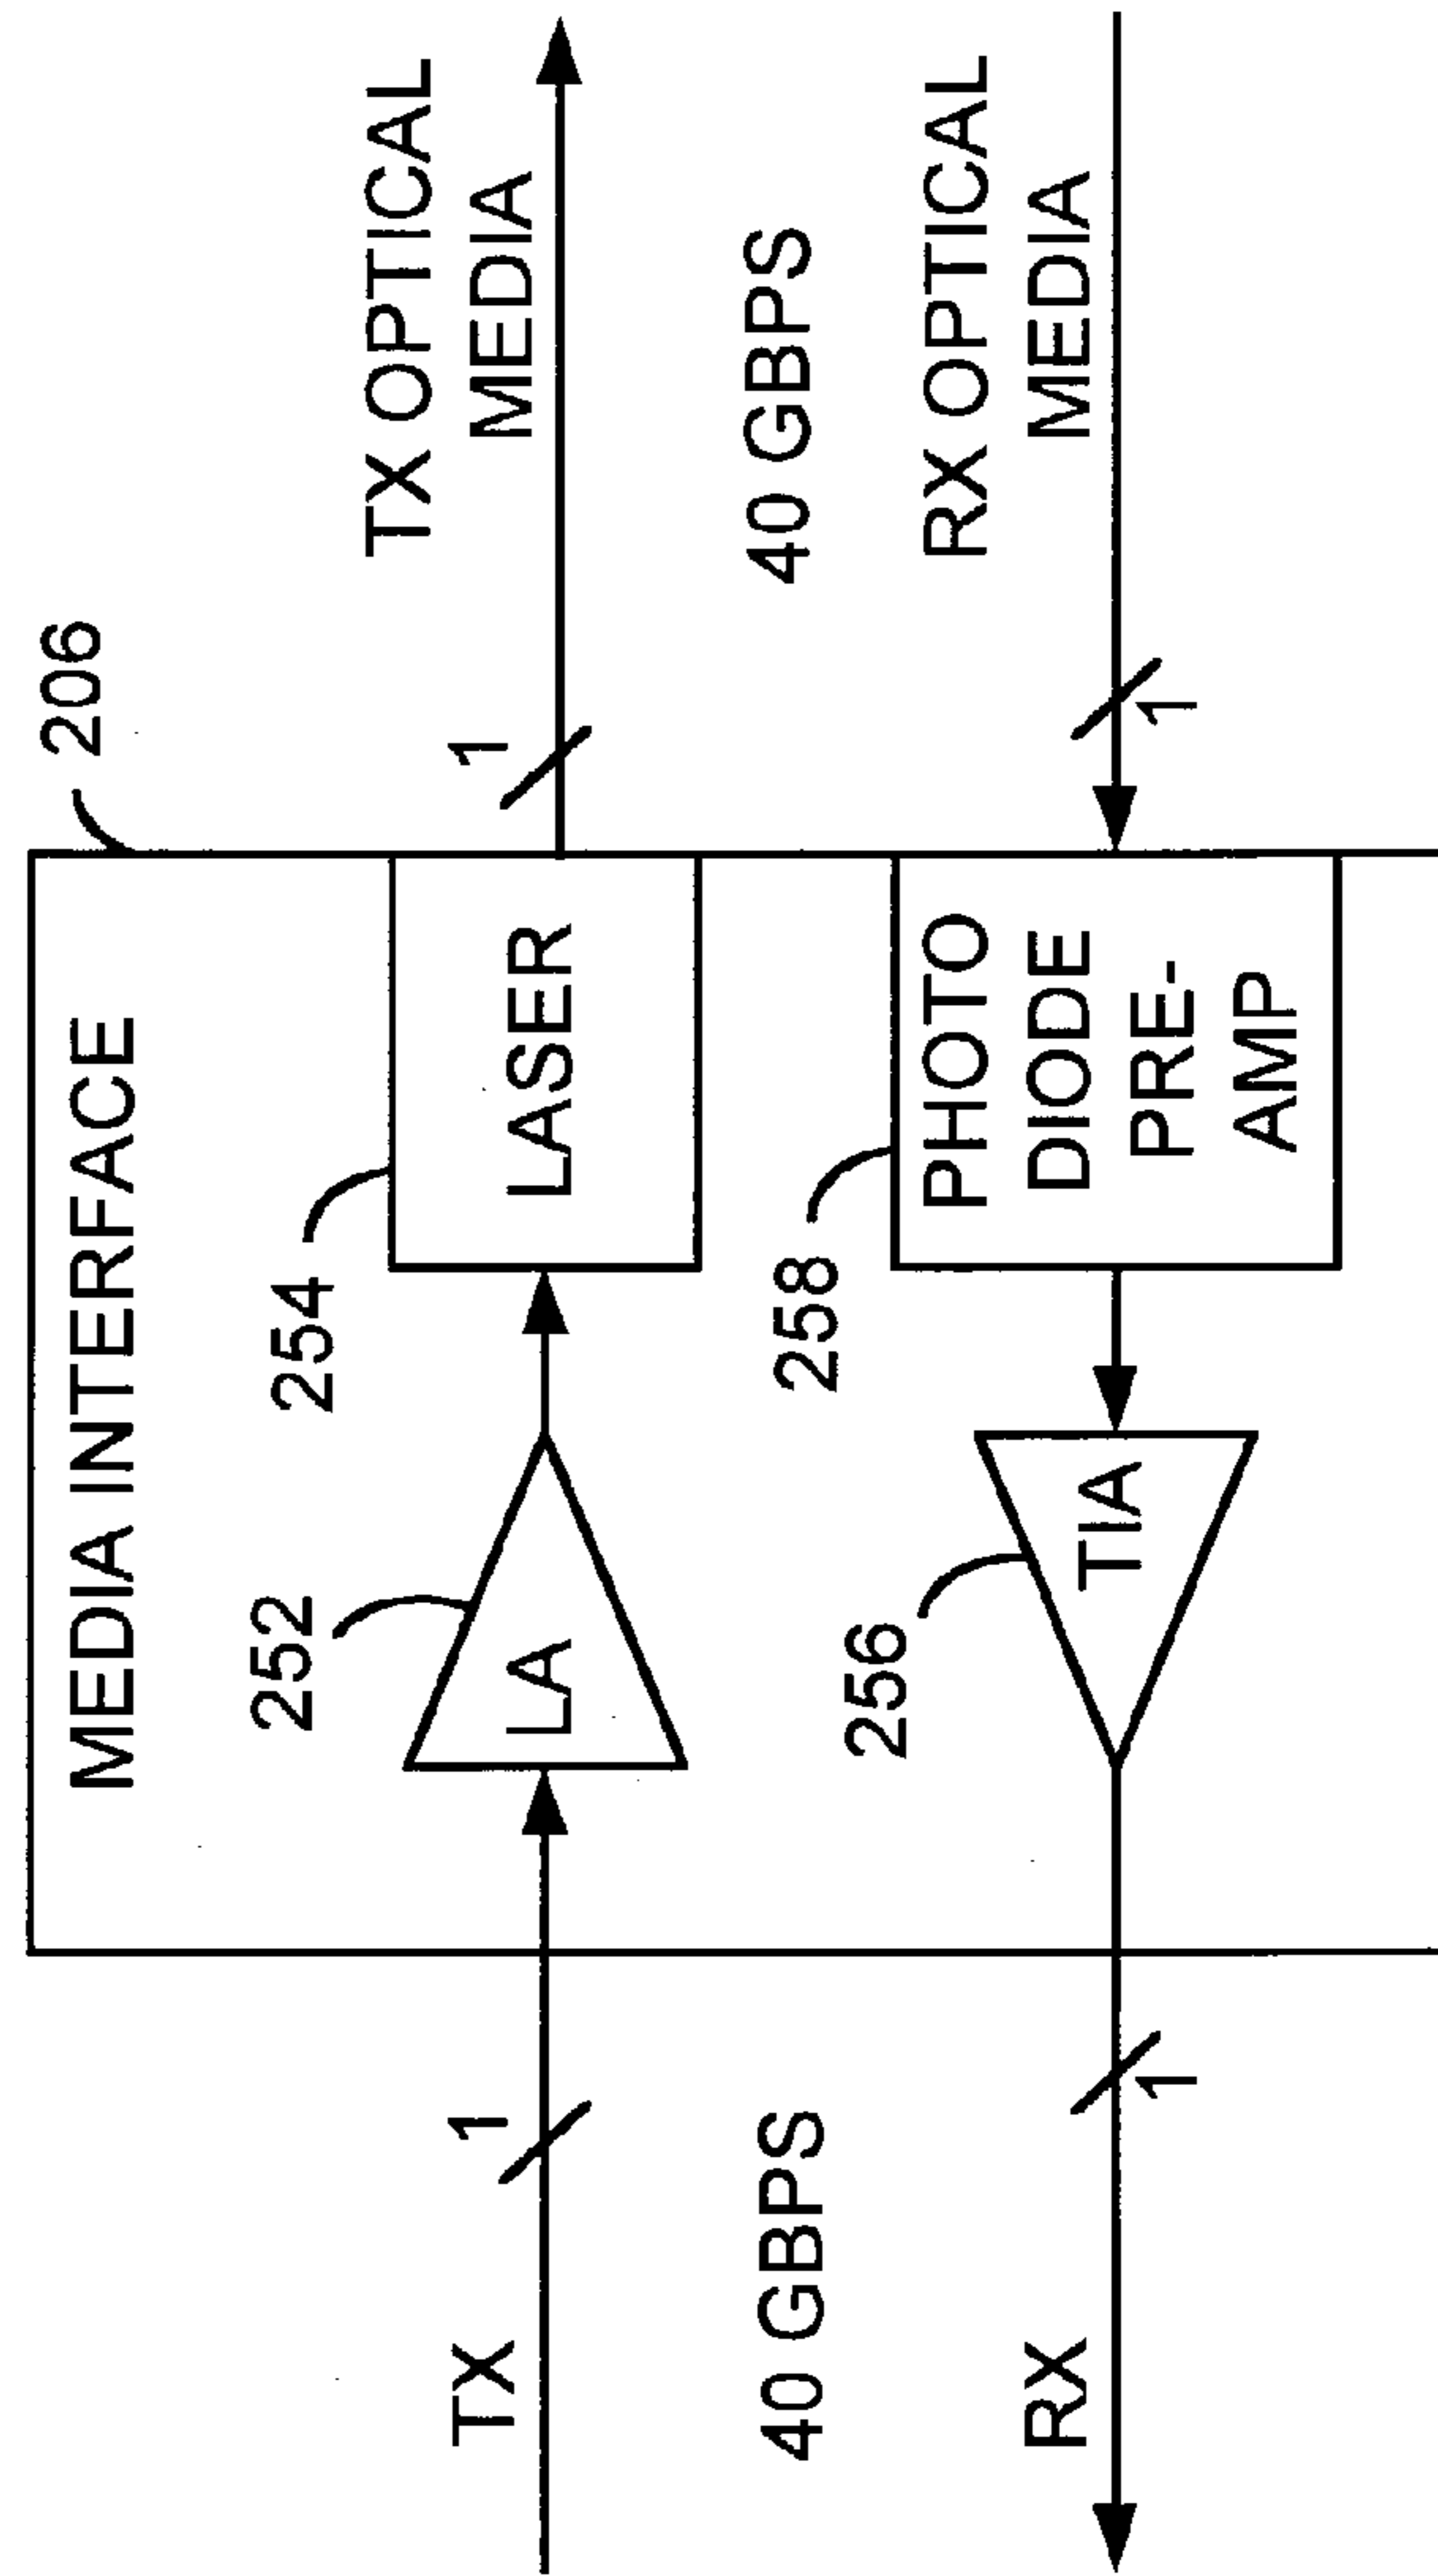 206
MEDIA INTERFACE
TX
1
252
LA
254
LASER
1
TX OPTICAL
MEDIA
40 GBPS
40 GBPS
RX
1
256
TIA
258
PHOTO
DIODE
PRE-
AMP
1
RX OPTICAL
MEDIA